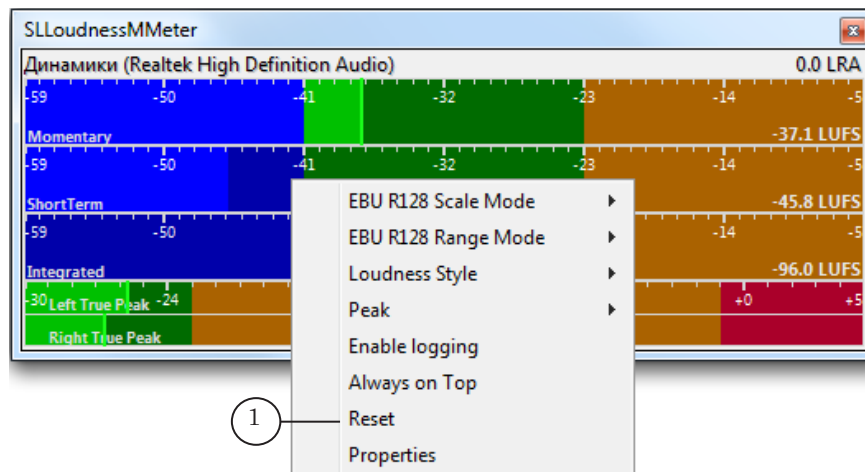 SLLoudnessMMeter
Динамики (Realtek High Definition Audio) 0.0 LRA
-59 -50 -41 -32 -23 -14 -5
Momentary -37.1 LUFS
-59 -50 -41 -32 -23 -14 -5
ShortTerm -45.8 LUFS
-59 -50 -14 -5
Integrated -96.0 LUFS
-30 Left True Peak -24 +0 +5
Right True Peak
EBU R128 Scale Mode
EBU R128 Range Mode
Loudness Style
Peak
Enable logging
Always on Top
1 Reset
Properties